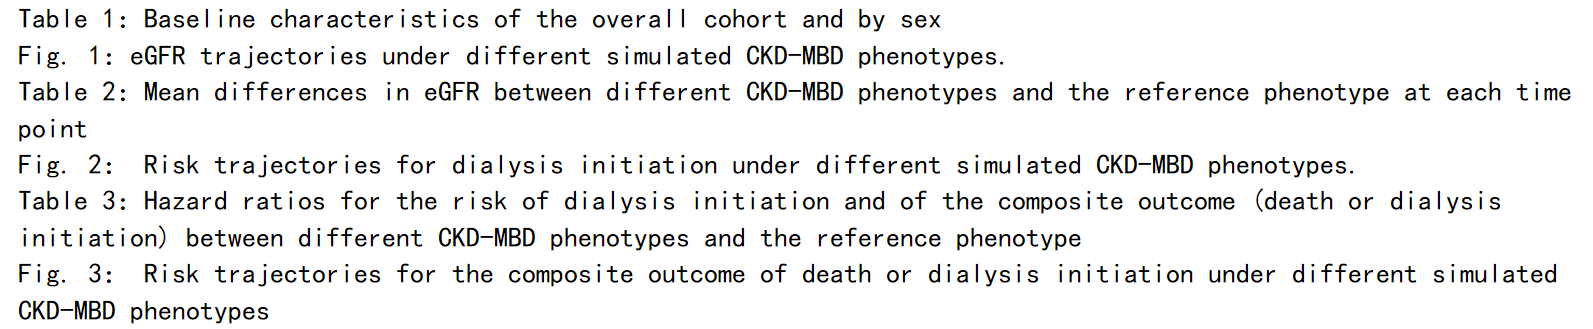 Table 1: Baseline characteristics of the overall cohort and by sex
Fig. 1: eGFR trajectories under different simulated CKD-MBD phenotypes.
Table 2: Mean differences in eGFR between different CKD-MBD phenotypes and the reference phenotype at each time
point
Fig. 2:  Risk trajectories for dialysis initiation under different simulated CKD-MBD phenotypes.
Table 3: Hazard ratios for the risk of dialysis initiation and of the composite outcome (death or dialysis
initiation) between different CKD-MBD phenotypes and the reference phenotype
Fig. 3:  Risk trajectories for the composite outcome of death or dialysis initiation under different simulated
CKD-MBD phenotypes